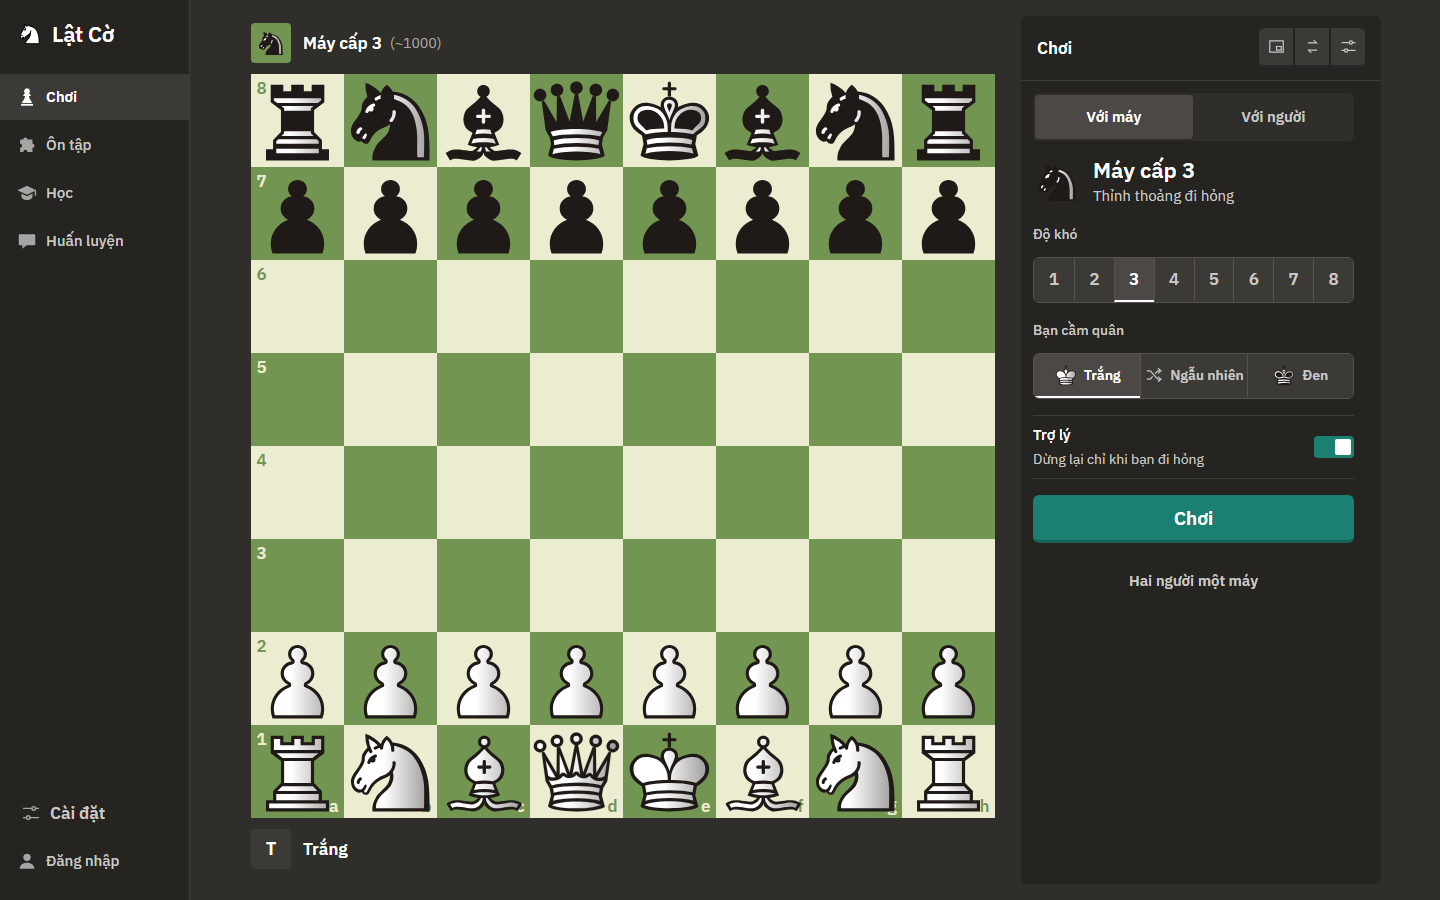 Lật Cờ
Chơi
Ôn tập
Học
Huấn luyện
Cài đặt
Đăng nhập
Máy cấp 3 (~1000)
8
7
6
5
4
3
2
1
a
c
d
e
f
g
h
T Trắng
Chơi
Với máy Với người
Máy cấp 3
Thỉnh thoảng đi hỏng
Độ khó
1 2 3 4 5 6 7 8
Bạn cầm quân
Trắng Ngẫu nhiên Đen
Trợ lý
Dừng lại chỉ khi bạn đi hỏng
Chơi
Hai người một máy